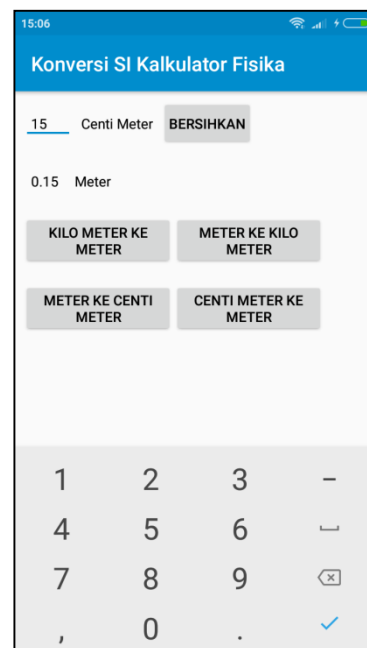 15:06
Konversi SI Kalkulator Fisika
15 Centi Meter BERSIHKAN
0.15 Meter
KILO METER KE METER
METER KE KILO METER
METER KE CENTI METER
CENTI METER KE METER
1 2 3 -
4 5 6
7 8 9
, 0 .